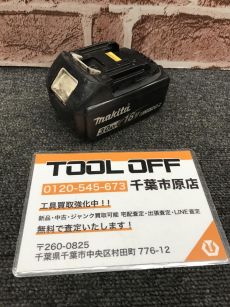 makita
3.0Ah
18V
TOOL OFF
0120-545-673 千葉市原店
工具買取強化中！！
新品・中古・ジャンク買取可能 宅配査定・出張査定・LINE査定
無料で査定いたします！
〒260-0825
千葉県千葉市中央区村田町 776-12